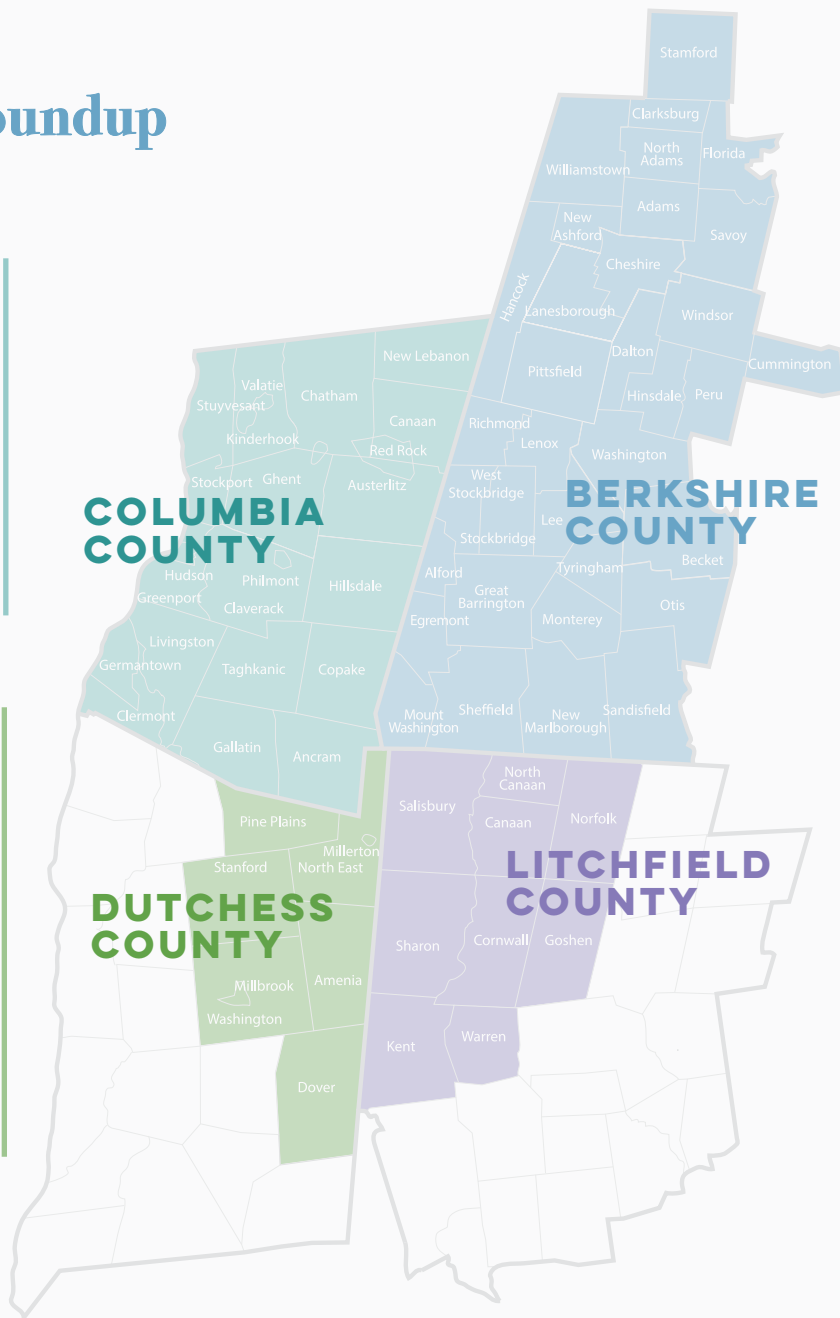 oundup
Stamford
Clarksburg
North
Adams
Florida
Williamstown
Adams
New
Ashford
Savoy
Cheshire
Hancock
Lanesborough
Windsor
Dalton
Pittsfield
Cummington
Hinsdale
Peru
Richmond
Lenox
Washington
West
Stockbridge
BERKSHIRE
COUNTY
Lee
Stockbridge
Becket
Tyringham
Alford
Great
Barrington
Otis
Egremont
Monterey
Mount
Washington
Sheffield
New
Marlborough
Sandisfield
New Lebanon
Valatie
Chatham
Stuyvesant
Canaan
Kinderhook
Red Rock
Stockport
Ghent
Austerlitz
COLUMBIA
COUNTY
Hudson
Philmont
Hillsdale
Greenport
Claverack
Livingston
Germantown
Taghkanic
Copake
Clermont
Gallatin
Ancram
Pine Plains
Millerton
Stanford
North East
DUTCHESS
COUNTY
Millbrook
Amenia
Washington
Dover
North
Canaan
Salisbury
Canaan
Norfolk
LITCHFIELD
COUNTY
Sharon
Cornwall
Goshen
Kent
Warren